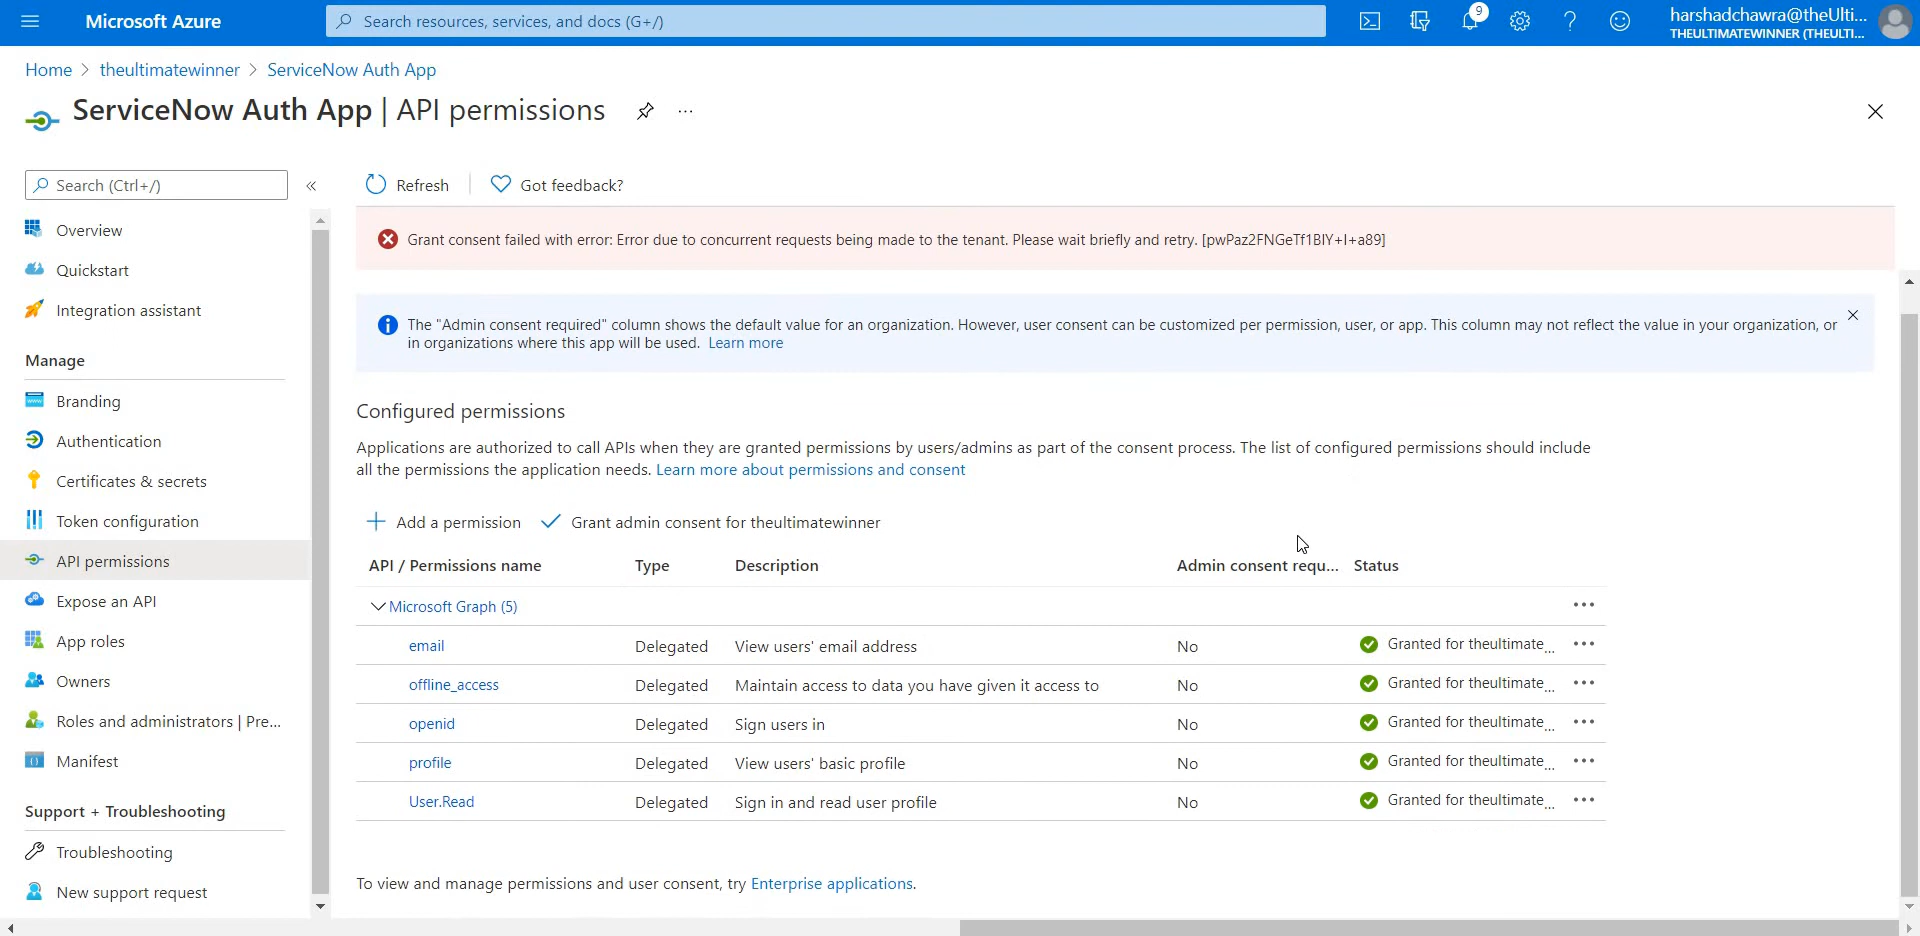 Microsoft Azure
Search resources, services, and docs (G+/)
9
harshadchawra@theUlti...
THEULTIMATEWINNER (THEULTI...
Home > theultimatewinner > ServiceNow Auth App
ServiceNow Auth App | API permissions
Search (Ctrl+/)
Refresh
Got feedback?
Overview
Quickstart
Integration assistant
Manage
Branding
Authentication
Certificates & secrets
Token configuration
API permissions
Expose an API
App roles
Owners
Roles and administrators | Pre...
Manifest
Support + Troubleshooting
Troubleshooting
New support request
Grant consent failed with error: Error due to concurrent requests being made to the tenant. Please wait briefly and retry. [pwPaz2FNGeTf1BIY+I+a89]
The "Admin consent required" column shows the default value for an organization. However, user consent can be customized per permission, user, or app. This column may not reflect the value in your organization, or
in organizations where this app will be used. Learn more
Configured permissions
Applications are authorized to call APIs when they are granted permissions by users/admins as part of the consent process. The list of configured permissions should include
all the permissions the application needs. Learn more about permissions and consent
Add a permission Grant admin consent for theultimatewinner
API / Permissions name Type Description Admin consent requ... Status
Microsoft Graph (5)
email Delegated View users' email address No Granted for theultimate...
offline_access Delegated Maintain access to data you have given it access to No Granted for theultimate...
openid Delegated Sign users in No Granted for theultimate...
profile Delegated View users' basic profile No Granted for theultimate...
User.Read Delegated Sign in and read user profile No Granted for theultimate...
To view and manage permissions and user consent, try Enterprise applications.